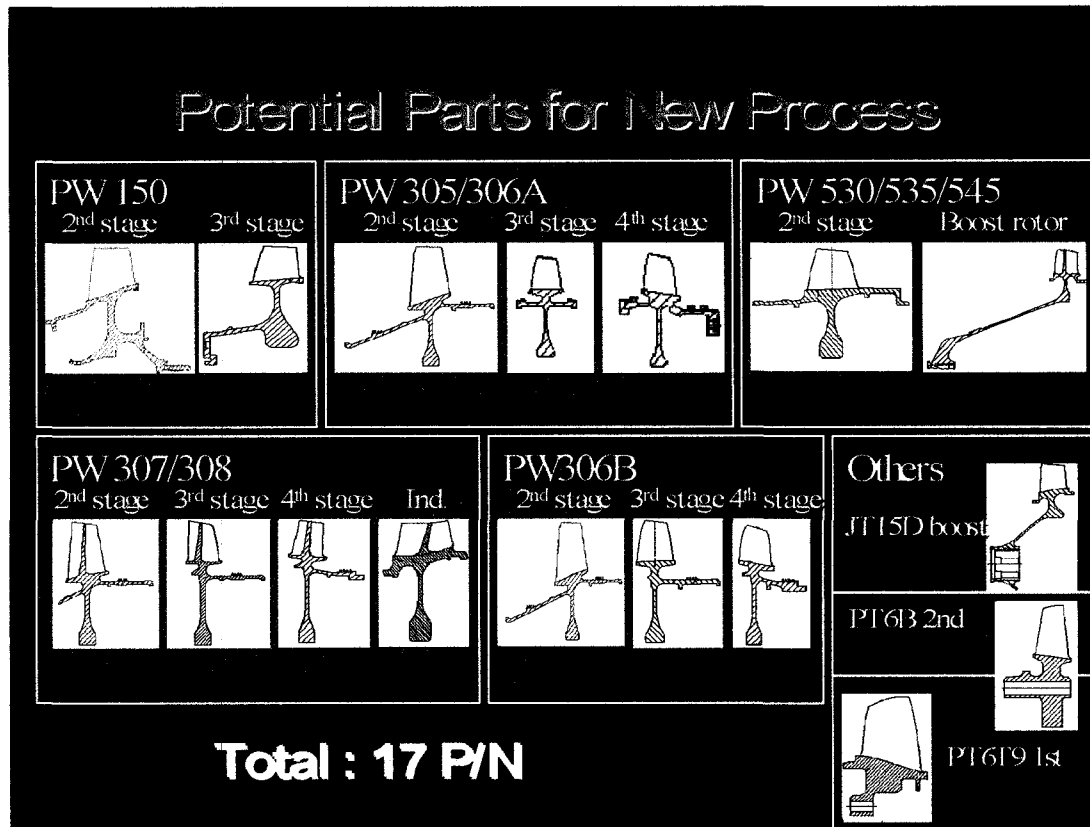 Potential Parts for New Process
PW 150
2nd stage 3rd stage
PW 305/306A
2nd stage 3rd stage 4th stage
PW 530/535/545
2nd stage Boost rotor
PW 307/308
2nd stage 3rd stage 4th stage Ind.
PW306B
2nd stage 3rd stage 4th stage
Others
JT15D boost
PT6B 2nd
PT6T9 1st
Total : 17 P/N